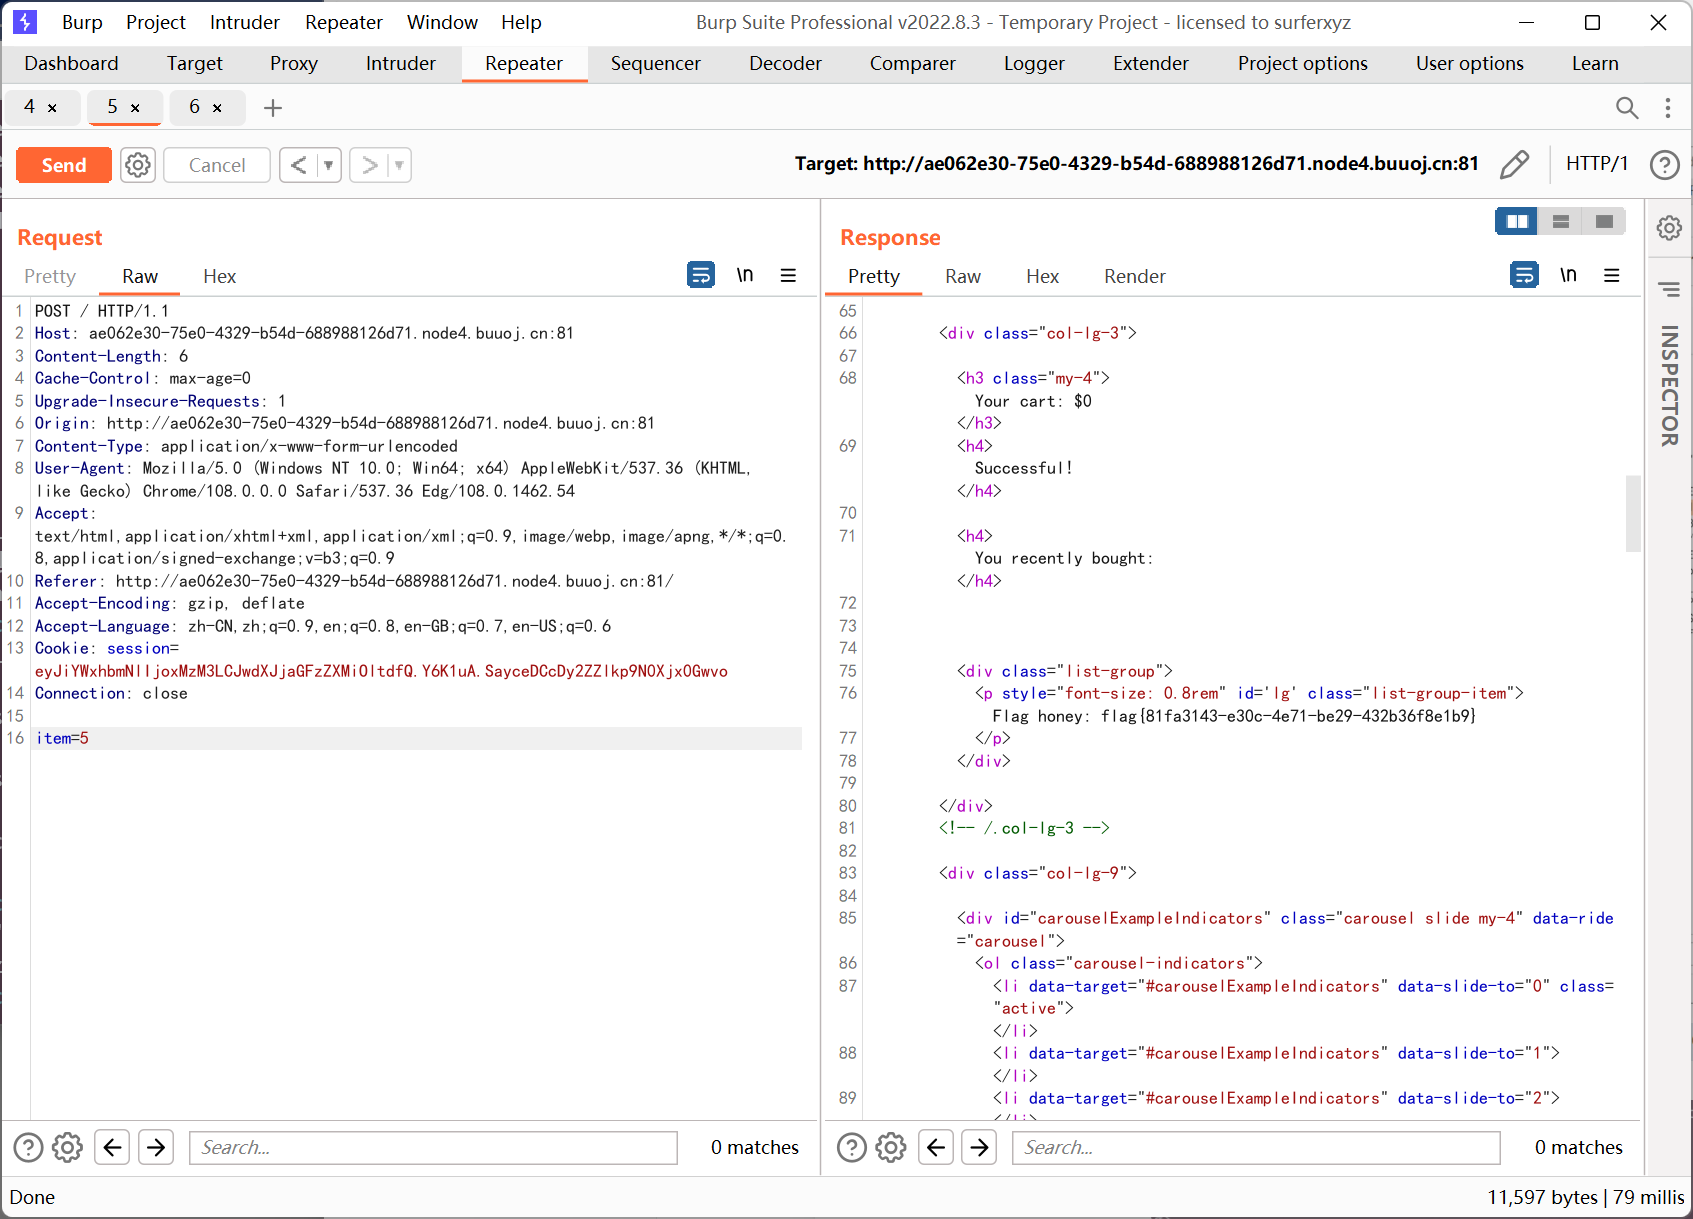 Burp Project Intruder Repeater Window Help Burp Suite Professional v2022.8.3 - Temporary Project - licensed to surferxyz
Dashboard Target Proxy Intruder Repeater Sequencer Decoder Comparer Logger Extender Project options User options Learn
4 × 5 × 6 ×
Send Cancel Target: http://ae062e30-75e0-4329-b54d-688988126d71.node4.buuoj.cn:81 HTTP/1
Request
Pretty Raw Hex \n
1 POST / HTTP/1.1
2 Host: ae062e30-75e0-4329-b54d-688988126d71.node4.buuoj.cn:81
3 Content-Length: 6
4 Cache-Control: max-age=0
5 Upgrade-Insecure-Requests: 1
6 Origin: http://ae062e30-75e0-4329-b54d-688988126d71.node4.buuoj.cn:81
7 Content-Type: application/x-www-form-urlencoded
8 User-Agent: Mozilla/5.0 (Windows NT 10.0; Win64; x64) AppleWebKit/537.36 (KHTML,
like Gecko) Chrome/108.0.0.0 Safari/537.36 Edg/108.0.1462.54
9 Accept:
text/html,application/xhtml+xml,application/xml;q=0.9,image/webp,image/apng,*/*;q=0.
8,application/signed-exchange;v=b3;q=0.9
10 Referer: http://ae062e30-75e0-4329-b54d-688988126d71.node4.buuoj.cn:81/
11 Accept-Encoding: gzip, deflate
12 Accept-Language: zh-CN,zh;q=0.9,en;q=0.8,en-GB;q=0.7,en-US;q=0.6
13 Cookie: session=
eyJiYWxhbmNlIjoxMzM3LCJwdXJjaGFzZXMiOltdfQ.Y6K1uA.SayceDCcDy2ZZlkp9NOXjxOGwvo
14 Connection: close
15
16 item=5
Search... 0 matches
Response
Pretty Raw Hex Render \n
65
66 <div class="col-lg-3">
67
68 <h3 class="my-4">
Your cart: $0
</h3>
69 <h4>
Successful!
</h4>
70
71 <h4>
You recently bought:
</h4>
72
73
74
75 <div class="list-group">
76 <p style="font-size: 0.8rem" id='lg' class="list-group-item">
Flag honey: flag{81fa3143-e30c-4e71-be29-432b36f8e1b9}
77 </p>
78 </div>
79
80 </div>
81 <!-- /.col-lg-3 -->
82
83 <div class="col-lg-9">
84
85 <div id="carouselExampleIndicators" class="carousel slide my-4" data-ride
="carousel">
86 <ol class="carousel-indicators">
87 <li data-target="#carouselExampleIndicators" data-slide-to="0" class=
"active">
</li>
88 <li data-target="#carouselExampleIndicators" data-slide-to="1">
</li>
89 <li data-target="#carouselExampleIndicators" data-slide-to="2">
</li>
Search... 0 matches
INSPECTOR
Done 11,597 bytes | 79 millis